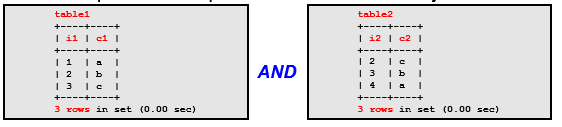 table1
+----+----+
| i1 | c1 |
+----+----+
| 1 | a |
| 2 | b |
| 3 | c |
+----+----+
3 rows in set (0.00 sec)
AND
table2
+----+----+
| i2 | c2 |
+----+----+
| 2 | c |
| 3 | b |
| 4 | a |
+----+----+
3 rows in set (0.00 sec)